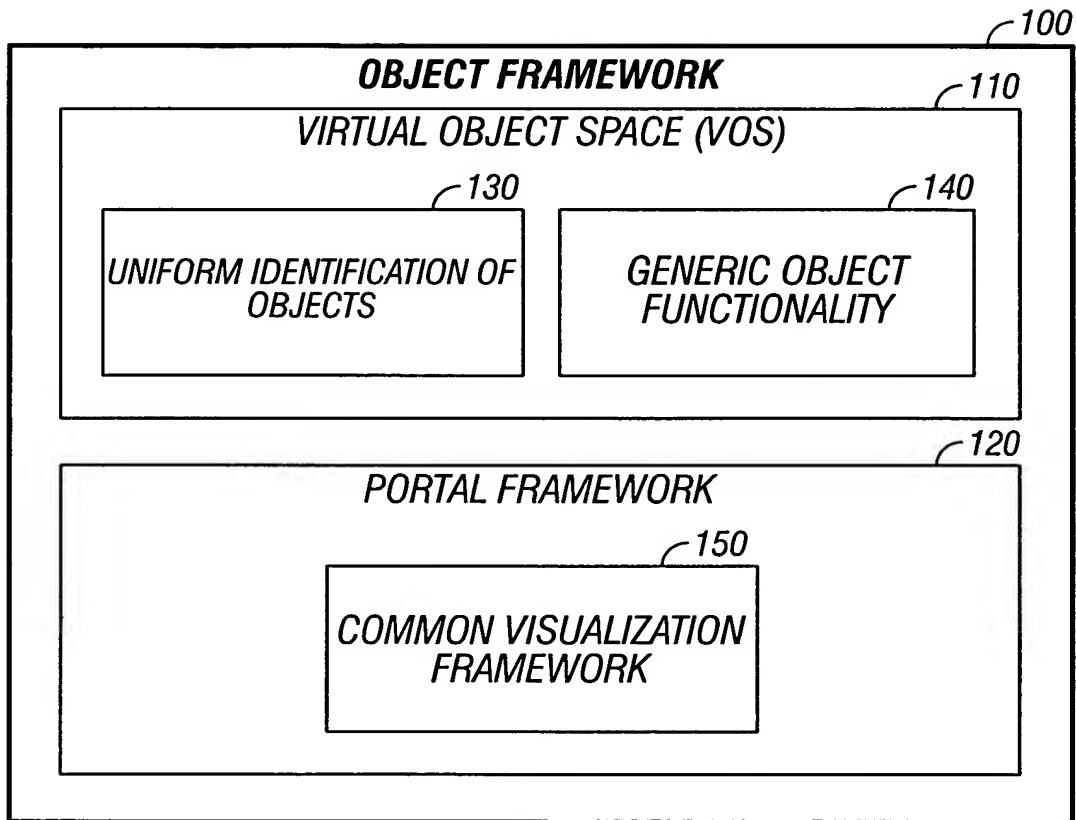 100
OBJECT FRAMEWORK
110
VIRTUAL OBJECT SPACE (VOS)
130
UNIFORM IDENTIFICATION OF
OBJECTS
140
GENERIC OBJECT
FUNCTIONALITY
120
PORTAL FRAMEWORK
150
COMMON VISUALIZATION
FRAMEWORK